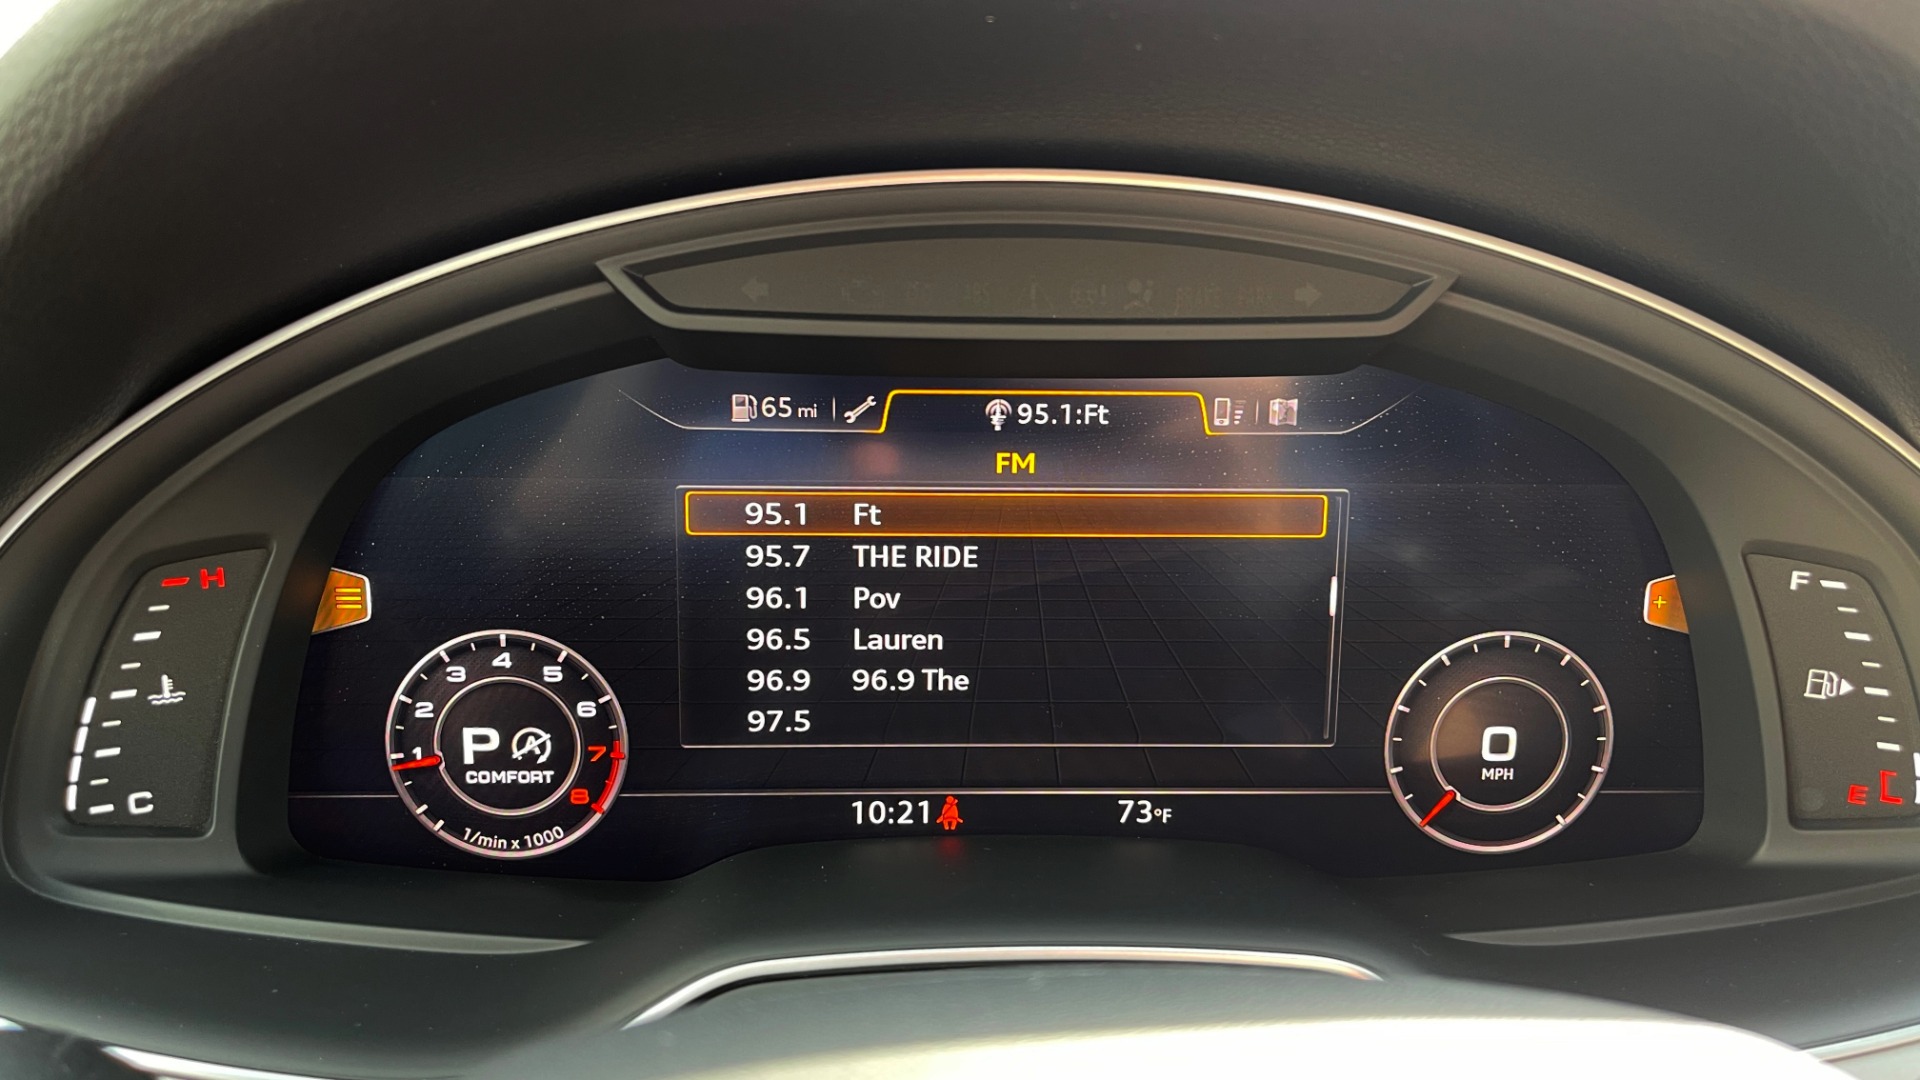 65 mi 95.1:Ft
FM
95.1 Ft
95.7 THE RIDE
96.1 Pov
96.5 Lauren
96.9 96.9 The
97.5
H
C
1 2 3 4 5 6 7 8
P A
COMFORT
1/min x 1000
10:21 73°F
0
MPH
F
E